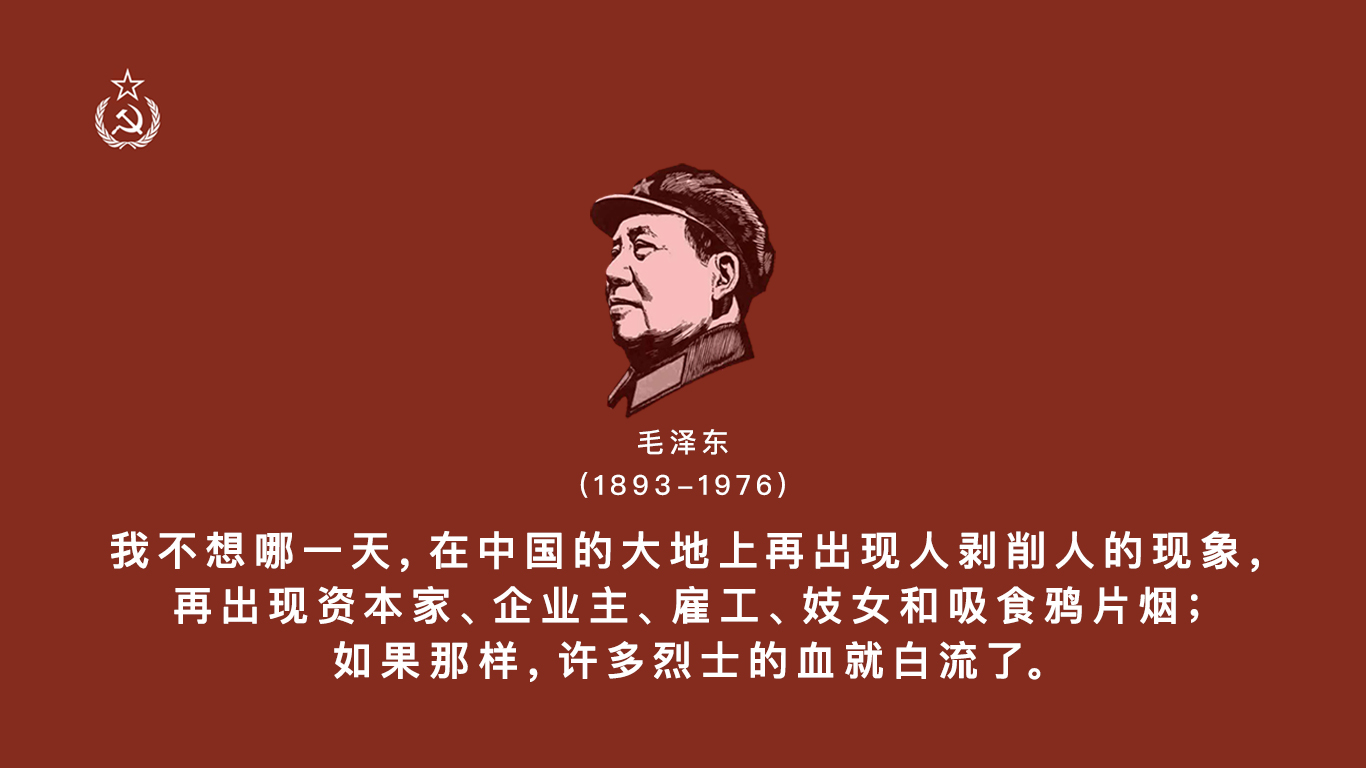 毛泽东
(1893–1976)
我不想哪一天,在中国的大地上再出现人剥削人的现象,
再出现资本家、企业主、雇工、妓女和吸食鸦片烟;
如果那样,许多烈士的血就白流了。